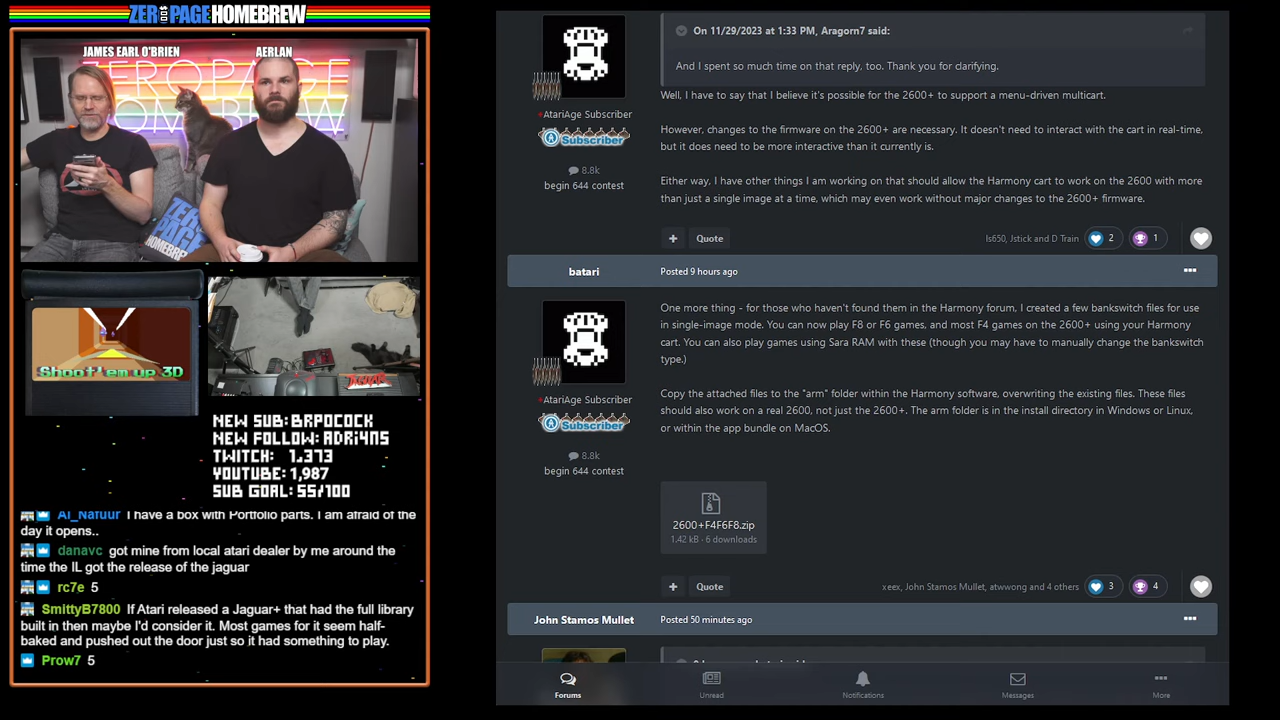 ZEROPAGE HOMEBREW
JAMES EARL O'BRIEN
AERLAN
ZEROPAGE
HOMEBREW
Shoot'em up 3D
NEW SUB: BRPOCOCK
NEW FOLLOW: ADRI4NS
TWITCH: 1,373
YOUTUBE: 1,987
SUB GOAL: 55/100
Al_Nafuur I have a box with Portfolio parts. I am afraid of the
day it opens..
danavc got mine from local atari dealer by me around the
time the IL got the release of the jaguar
rc7e 5
SmittyB7800 If Atari released a Jaguar+ that had the full library
built in then maybe I'd consider it. Most games for it seem half-
baked and pushed out the door just so it had something to play.
Prow7 5
On 11/29/2023 at 1:33 PM, Aragorn7 said:
And I spent so much time on that reply, too. Thank you for clarifying.
AtariAge Subscriber
Subscriber
8.8k
begin 644 contest
Well, I have to say that I believe it's possible for the 2600+ to support a menu-driven multicart.
However, changes to the firmware on the 2600+ are necessary. It doesn't need to interact with the cart in real-time,
but it does need to be more interactive than it currently is.
Either way, I have other things I am working on that should allow the Harmony cart to work on the 2600 with more
than just a single image at a time, which may even work without major changes to the 2600+ firmware.
Quote
ls650, Jstick and D Train 2 1
batari
Posted 9 hours ago
AtariAge Subscriber
Subscriber
8.8k
begin 644 contest
One more thing - for those who haven't found them in the Harmony forum, I created a few bankswitch files for use
in single-image mode. You can now play F8 or F6 games, and most F4 games on the 2600+ using your Harmony
cart. You can also play games using Sara RAM with these (though you may have to manually change the bankswitch
type.)
Copy the attached files to the "arm" folder within the Harmony software, overwriting the existing files. These files
should also work on a real 2600, not just the 2600+. The arm folder is in the install directory in Windows or Linux,
or within the app bundle on MacOS.
2600+F4F6F8.zip
1.42 kB · 6 downloads
Quote
xeex, John Stamos Mullet, atwwong and 4 others 3 4
John Stamos Mullet
Posted 50 minutes ago
Forums
Unread
Notifications
Messages
More